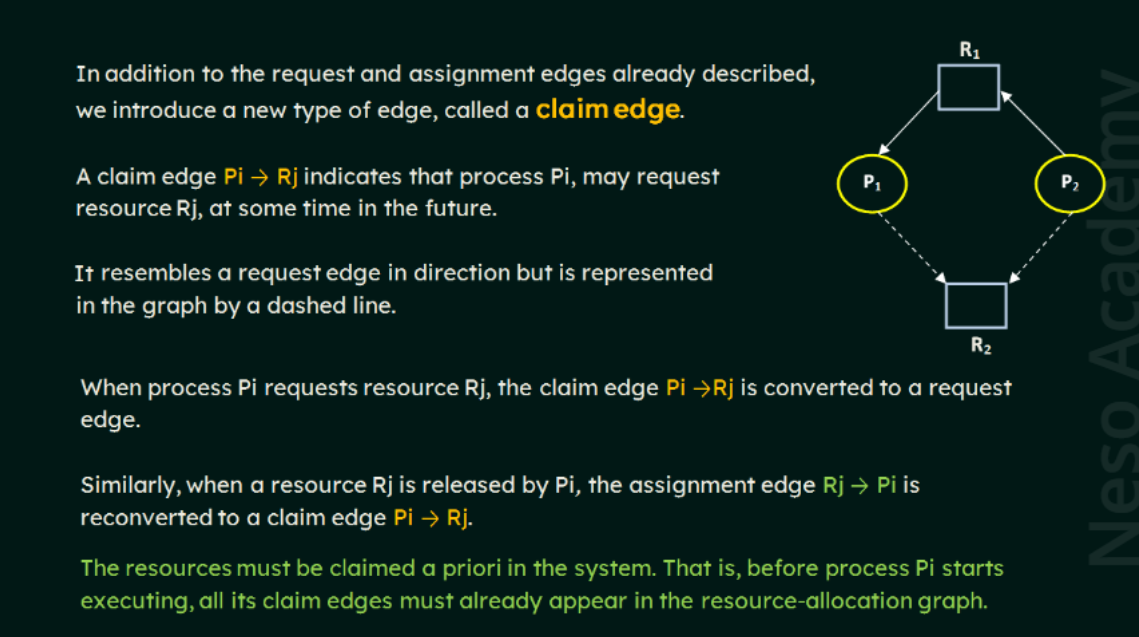 In addition to the request and assignment edges already described,
we introduce a new type of edge, called a claim edge.
A claim edge Pi → Rj indicates that process Pi, may request
resource Rj, at some time in the future.
It resembles a request edge in direction but is represented
in the graph by a dashed line.
When process Pi requests resource Rj, the claim edge Pi →Rj is converted to a request
edge.
Similarly, when a resource Rj is released by Pi, the assignment edge Rj → Pi is
reconverted to a claim edge Pi → Rj.
The resources must be claimed a priori in the system. That is, before process Pi starts
executing, all its claim edges must already appear in the resource-allocation graph.
R₁
P₁
P₂
R₂
Neso Academy